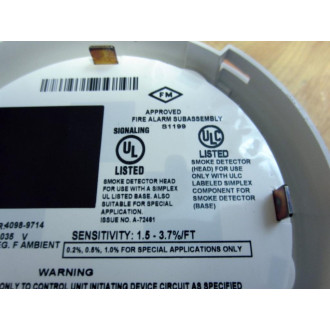 FM
APPROVED
FIRE ALARM SUBASSEMBLY
B1199
SIGNALING
UL
LISTED
SMOKE DETECTOR HEAD
FOR USE WITH A SIMPLEX
UL LISTED BASE. ALSO
SUITABLE FOR SPECIAL
APPLICATION.
ISSUE NO. A-72461
ULC
LISTED
SMOKE DETECTOR
(HEAD) FOR USE
ONLY WITH ULC
LABELED SIMPLEX
COMPONENT FOR
SMOKE DETECTOR
(BASE)
4098-9714
035 V
EG. F AMBIENT
SENSITIVITY: 1.5 - 3.7%/FT
0.2%, 0.5%, 1.0% FOR SPECIAL APPLICATIONS ONLY
WARNING
ONLY TO CONTROL UNIT INITIATING DEVICE CIRCUIT AS SPECIFIED